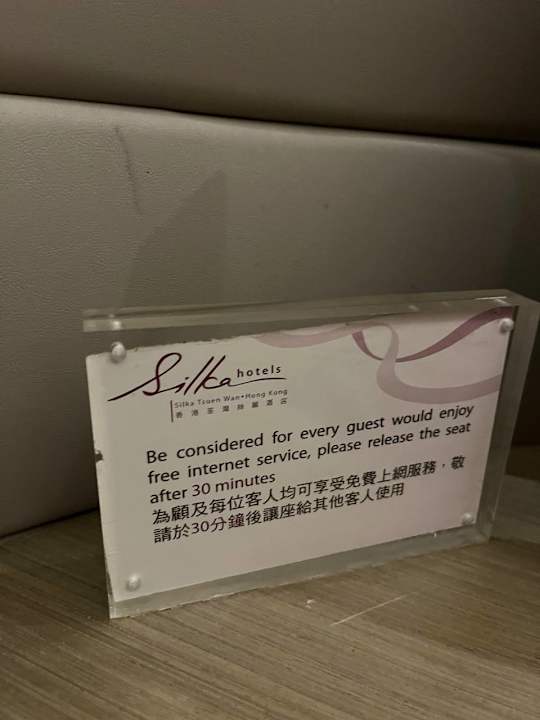 Silka hotels
Silka Tsuen Wan•Hong Kong
香港荃灣絲麗酒店
Be considered for every guest would enjoy
free internet service, please release the seat
after 30 minutes
為顧及每位客人均可享受免費上網服務，敬
請於30分鐘後讓座給其他客人使用